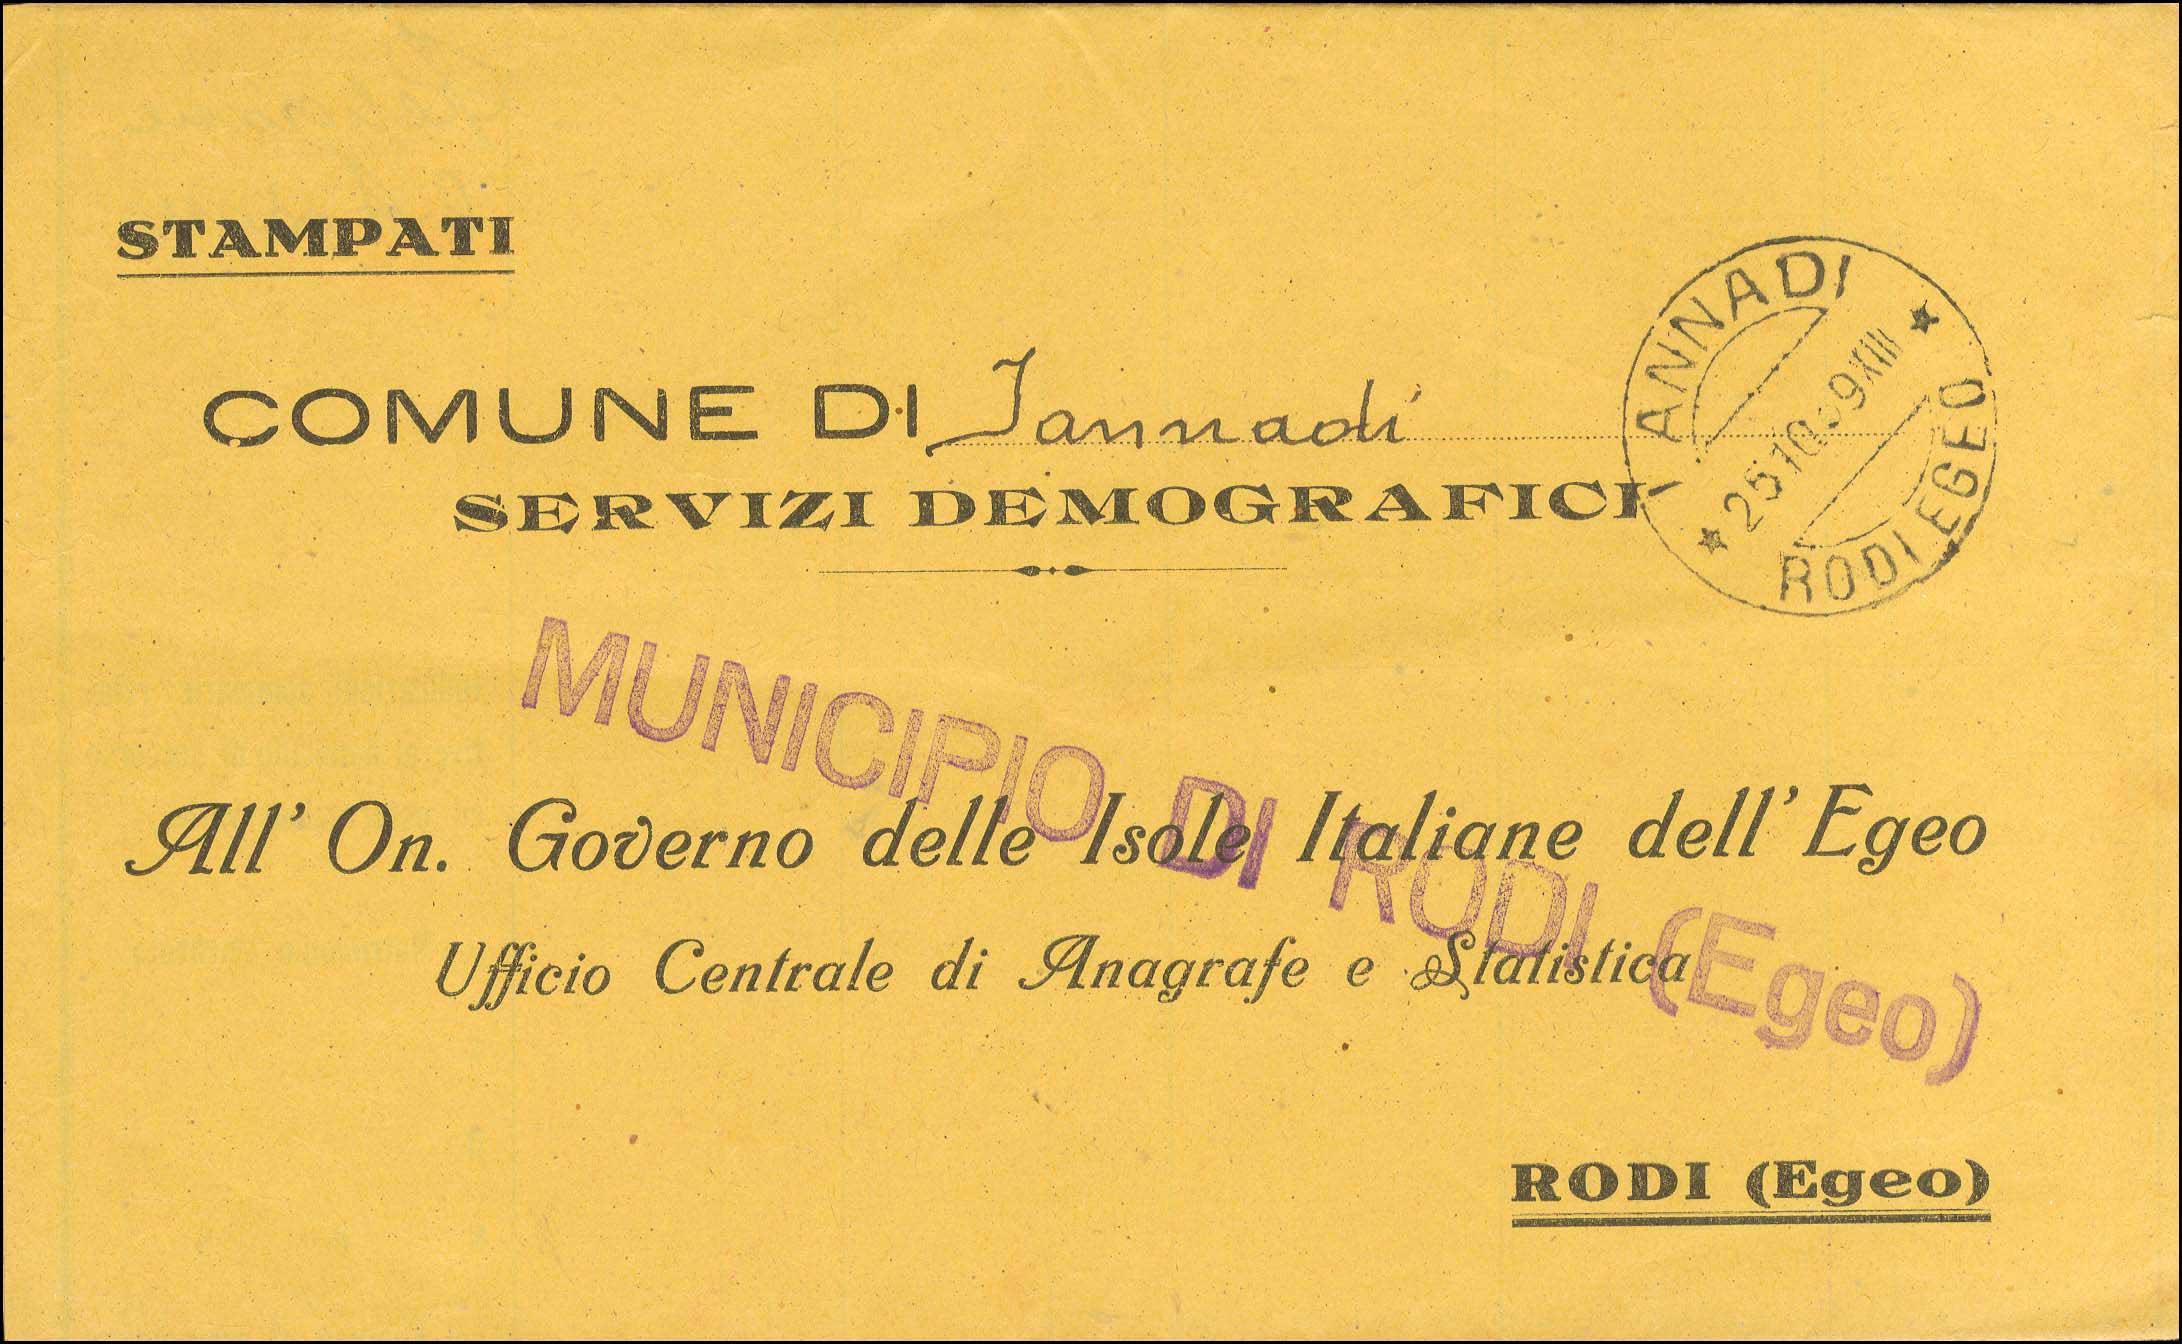 STAMPATI
COMUNE DI Jannadi
SERVIZI DEMOGRAFICI
IANNADI
RODI EGEO
MUNICIPIO DI RODI (Egeo)
All' On. Governo delle Isole Italiane dell' Egeo
Ufficio Centrale di Anagrafe e Statistica
RODI (Egeo)